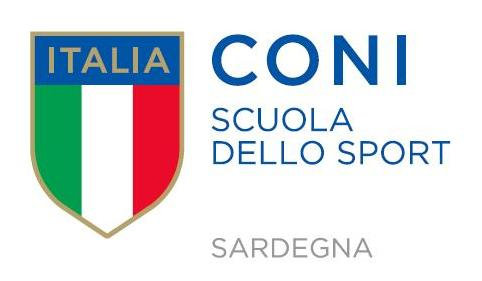 ITALIA
CONI
SCUOLA
DELLO SPORT
SARDEGNA